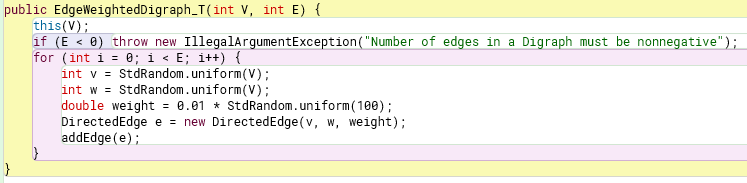 public EdgeWeightedDigraph_T(int V, int E) {
this(V);
if (E < 0) throw new IllegalArgumentException("Number of edges in a Digraph must be nonnegative");
for (int i = 0; i < E; i++) {
int v = StdRandom.uniform(V);
int w = StdRandom.uniform(V);
double weight = 0.01 * StdRandom.uniform(100);
DirectedEdge e = new DirectedEdge(v, w, weight);
addEdge(e);
}
}